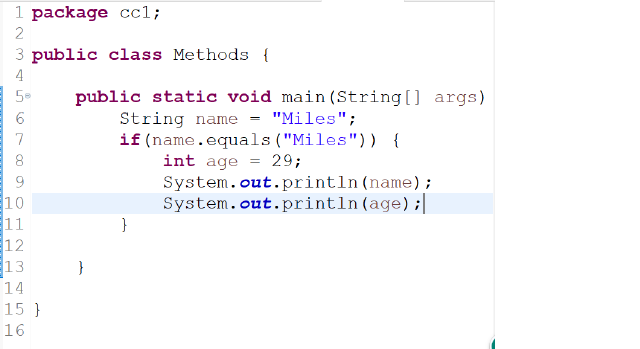 1 package cc1;
2
3 public class Methods {
4
5 public static void main(String[] args)
6 String name = "Miles";
7 if(name.equals("Miles")) {
8 int age = 29;
9 System.out.println(name);
10 System.out.println(age);
11 }
12
13 }
14
15 }
16